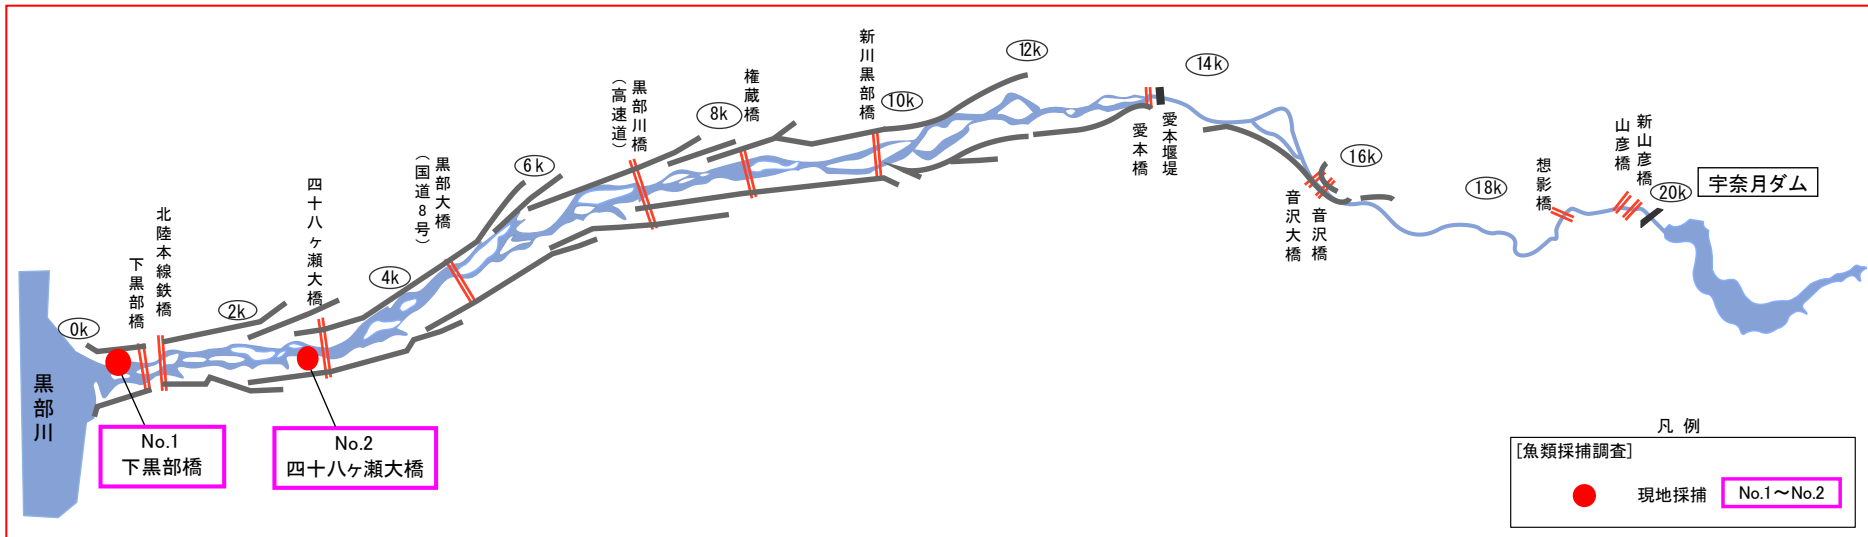 0k
2k
4k
6k
8k
10k
12k
14k
16k
18k
20k
下黒部橋
北陸本線鉄橋
四十八ヶ瀬大橋
黒部大橋
(国道8号)
黒部川橋
(高速道)
権蔵橋
新川黒部橋
愛本橋
愛本堰堤
音沢大橋
音沢橋
想影橋
山彦橋
新山彦橋
宇奈月ダム
黒部川
No.1
下黒部橋
No.2
四十八ヶ瀬大橋
凡 例
[魚類採捕調査]
現地採捕
No.1～No.2